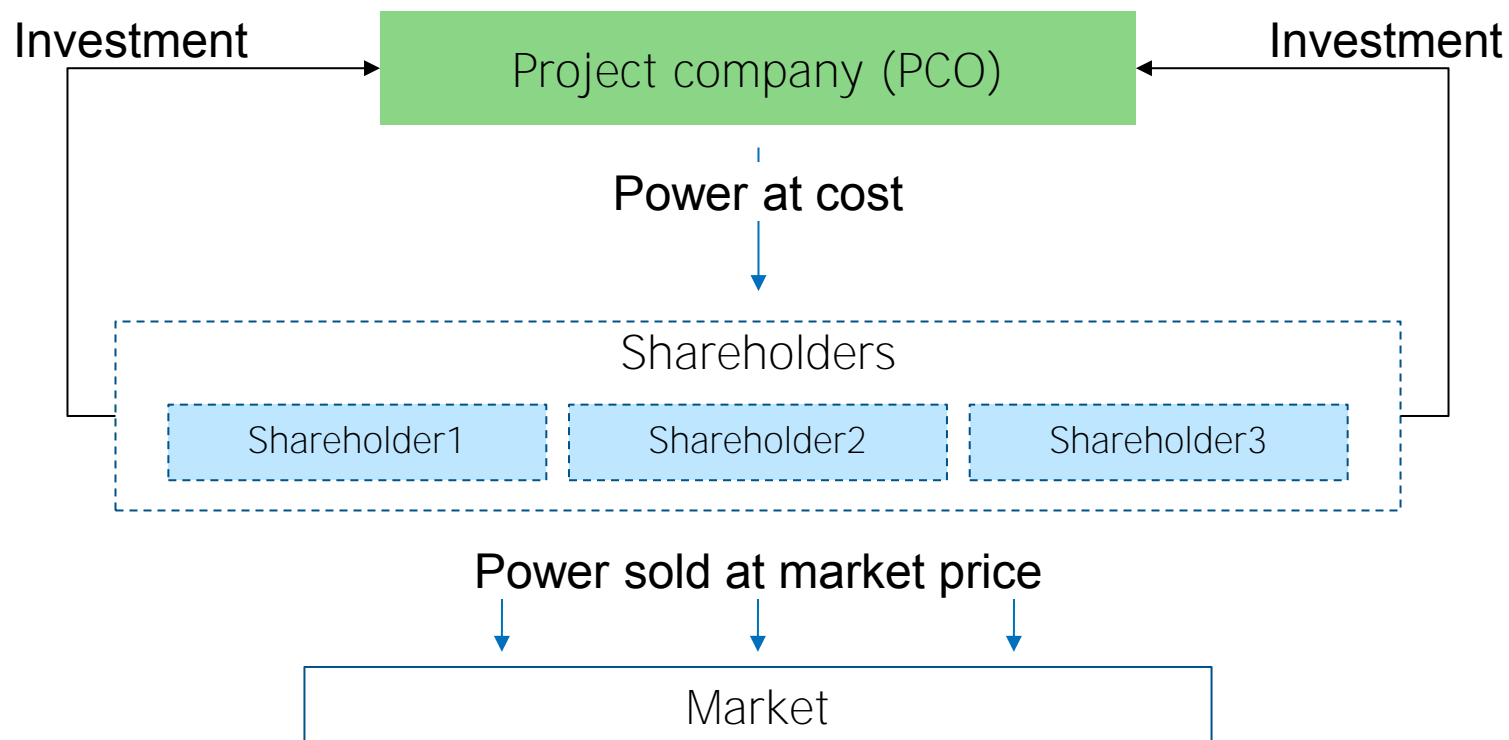 Investment
Investment
Project company (PCO)
Power at cost
Shareholders
Shareholder1
Shareholder2
Shareholder3
Power sold at market price
Market